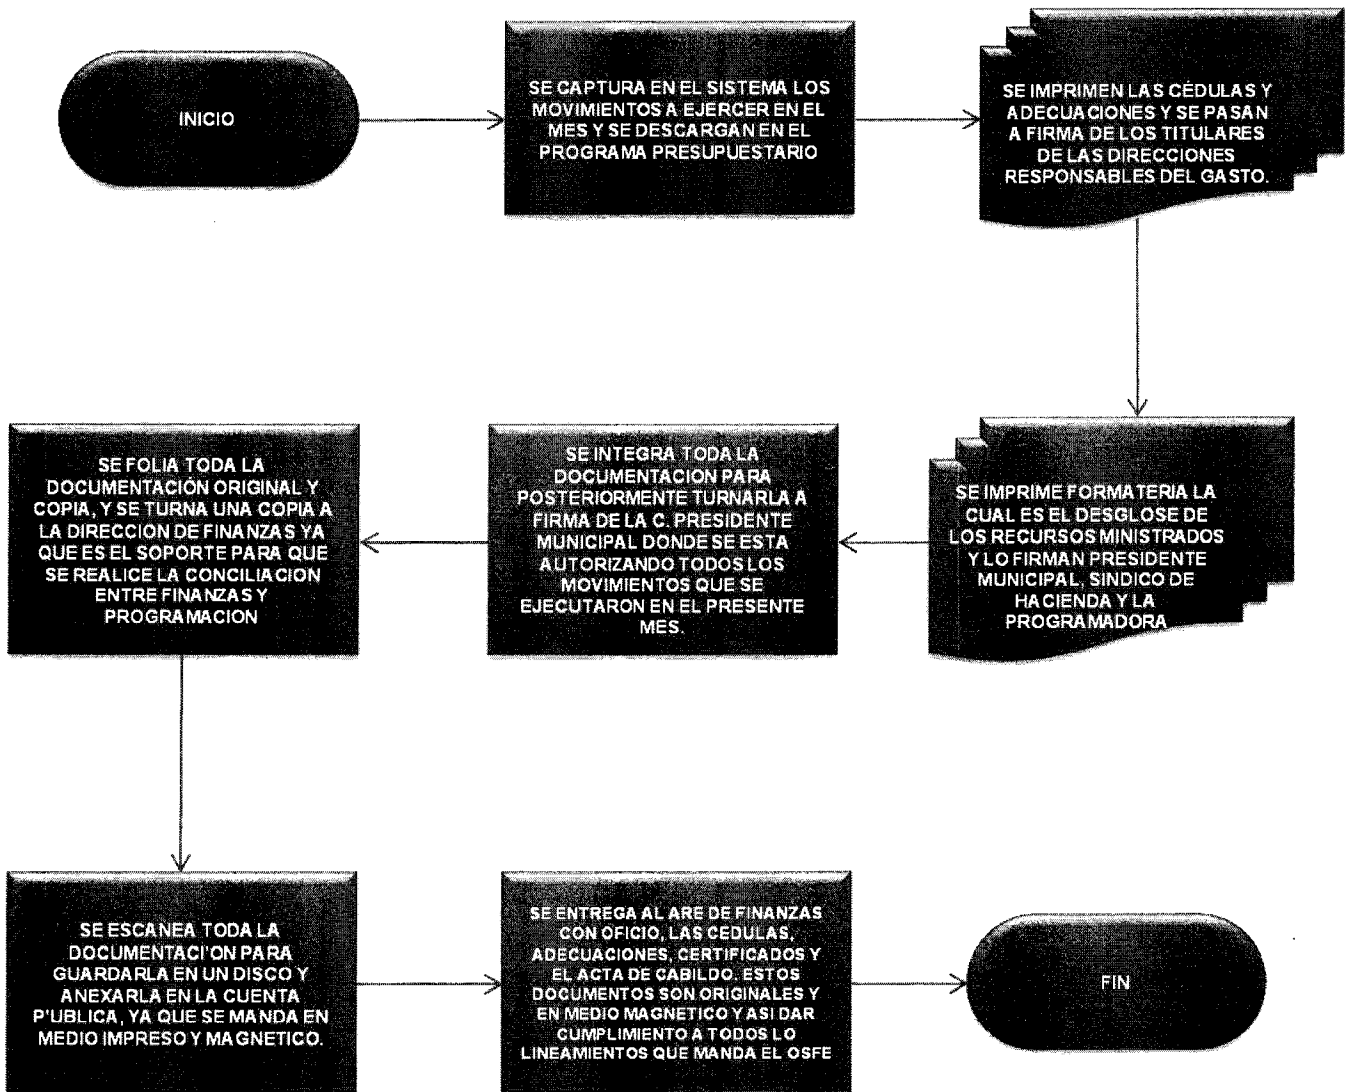 INICIO
SE CAPTURA EN EL SISTEMA LOS
MOVIMIENTOS A EJERCER EN EL
MES Y SE DESCARGAN EN EL
PROGRAMA PRESUPUESTARIO
SE IMPRIMEN LAS CÉDULAS Y
ADECUACIONES Y SE PASAN
A FIRMA DE LOS TITULARES
DE LAS DIRECCIONES
RESPONSABLES DEL GASTO.
SE IMPRIME FORMATERIA LA
CUAL ES EL DESGLOSE DE
LOS RECURSOS MINISTRADOS
Y LO FIRMAN PRESIDENTE
MUNICIPAL, SINDICO DE
HACIENDA Y LA
PROGRAMADORA
SE INTEGRA TODA LA
DOCUMENTACION PARA
POSTERIORMENTE TURNARLA A
FIRMA DE LA C. PRESIDENTE
MUNICIPAL DONDE SE ESTA
AUTORIZANDO TODOS LOS
MOVIMIENTOS QUE SE
EJECUTARON EN EL PRESENTE
MES.
SE FOLIA TODA LA
DOCUMENTACIÓN ORIGINAL Y
COPIA, Y SE TURNA UNA COPIA A
LA DIRECCION DE FINANZAS YA
QUE ES EL SOPORTE PARA QUE
SE REALICE LA CONCILIACION
ENTRE FINANZAS Y
PROGRAMACION
SE ESCANEA TODA LA
DOCUMENTACI'ON PARA
GUARDARLA EN UN DISCO Y
ANEXARLA EN LA CUENTA
P'UBLICA, YA QUE SE MANDA EN
MEDIO IMPRESO Y MAGNETICO.
SE ENTREGA AL ARE DE FINANZAS
CON OFICIO, LAS CEDULAS,
ADECUACIONES, CERTIFICADOS Y
EL ACTA DE CABILDO. ESTOS
DOCUMENTOS SON ORIGINALES Y
EN MEDIO MAGNETICO Y ASI DAR
CUMPLIMIENTO A TODOS LO
LINEAMIENTOS QUE MANDA EL OSFE
FIN